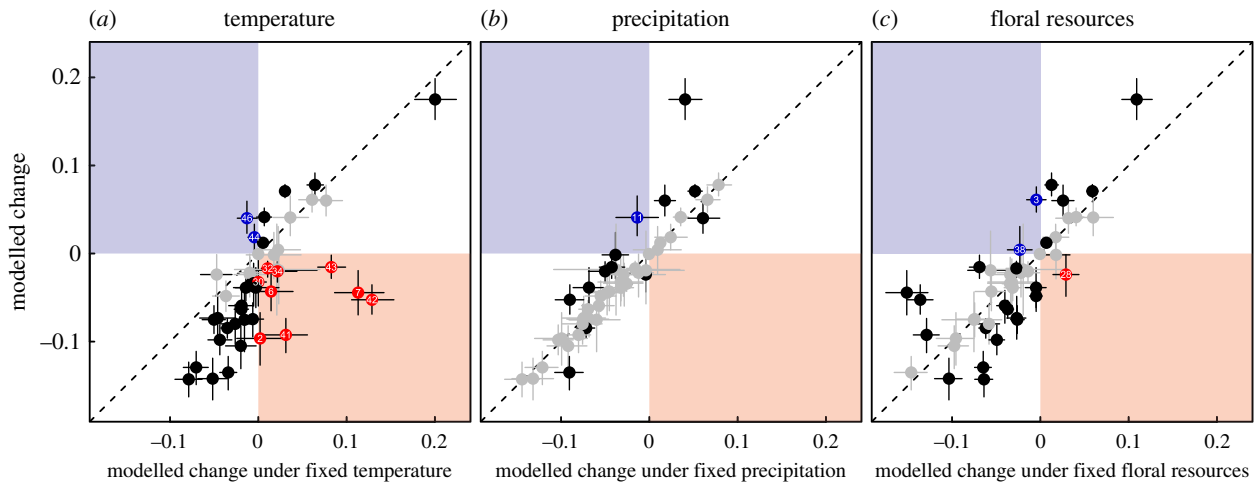 (a) temperature
(b) precipitation
(c) floral resources
modelled change
0.2
0.1
0
−0.1
46
44
32
34
43
6
7
42
2
41
11
3
38
28
−0.1 0 0.1 0.2
−0.1 0 0.1 0.2
−0.1 0 0.1 0.2
modelled change under fixed temperature
modelled change under fixed precipitation
modelled change under fixed floral resources